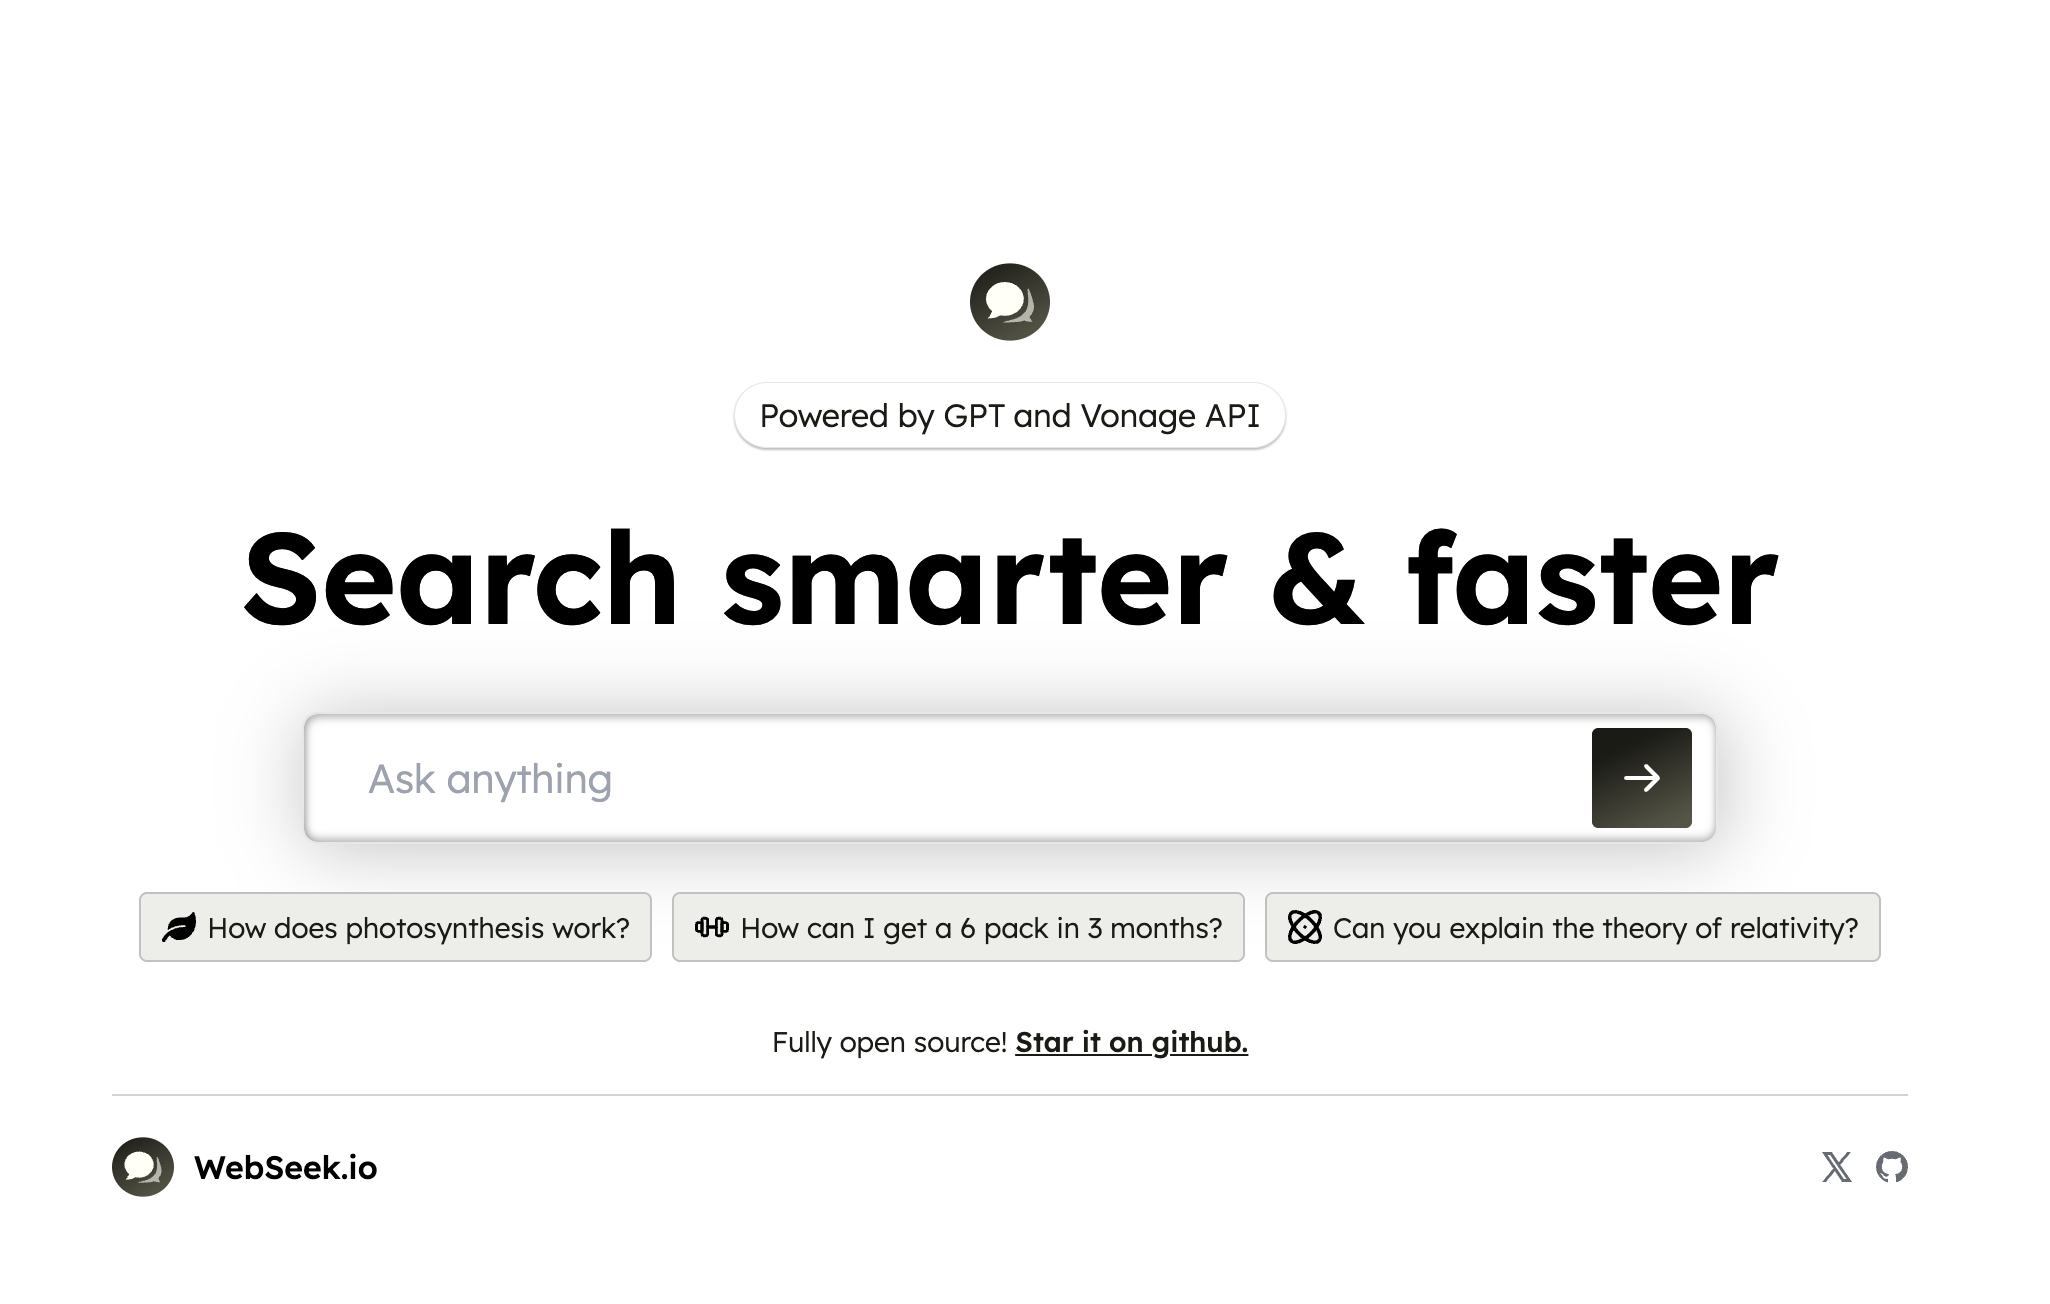 Powered by GPT and Vonage API
Search smarter & faster
Ask anything
How does photosynthesis work?
How can I get a 6 pack in 3 months?
Can you explain the theory of relativity?
Fully open source! Star it on github.
WebSeek.io